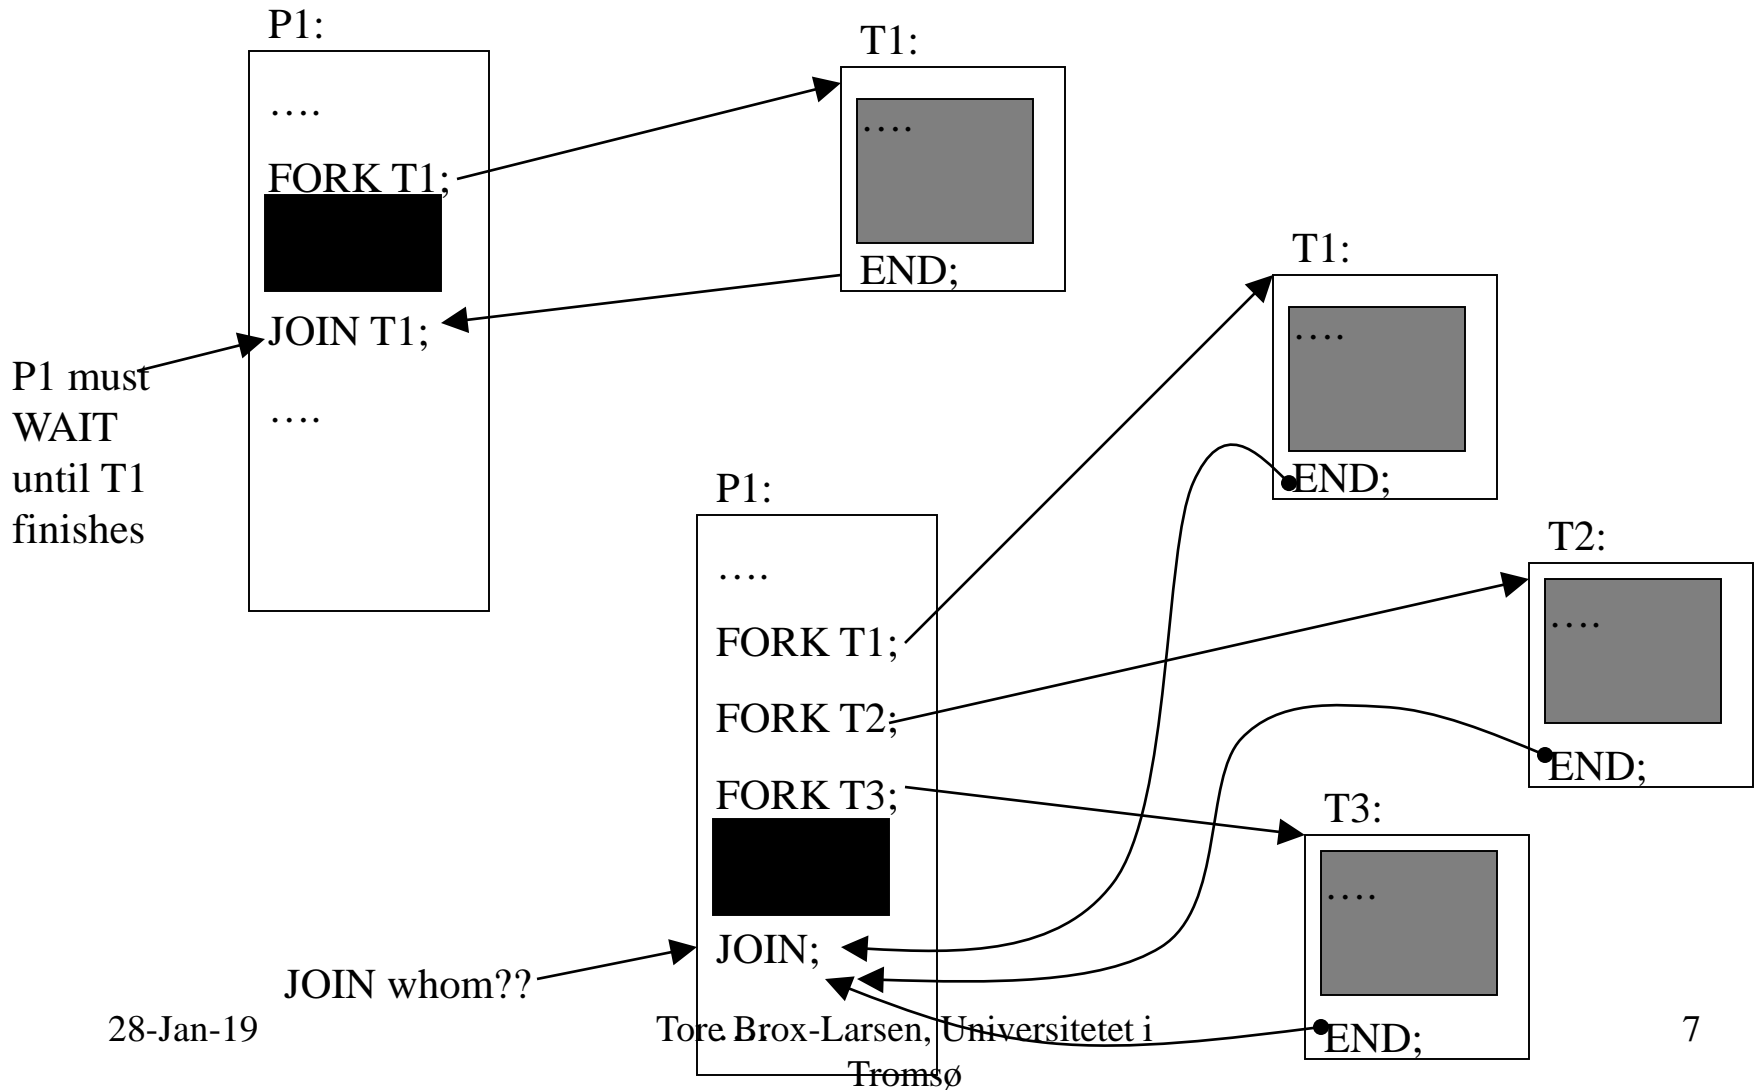 P1:
….
FORK T1;
JOIN T1;
….
T1:
….
END;
P1 must
WAIT
until T1
finishes
P1:
….
FORK T1;
FORK T2;
FORK T3;
JOIN;
….
JOIN whom??
T1:
….
END;
T2:
….
END;
T3:
….
END;
28-Jan-19
Tore Brox-Larsen, Universitetet i
Tromsø
7